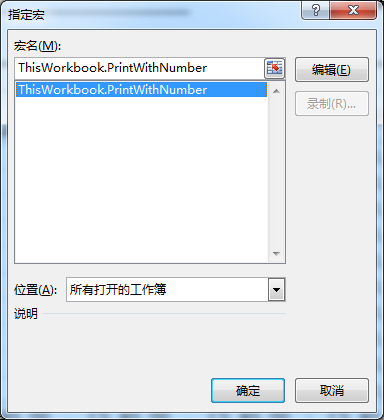 指定宏
宏名(M):
ThisWorkbook.PrintWithNumber
编辑(E)
ThisWorkbook.PrintWithNumber
录制(R)...
位置(A): 所有打开的工作簿
说明
确定 取消